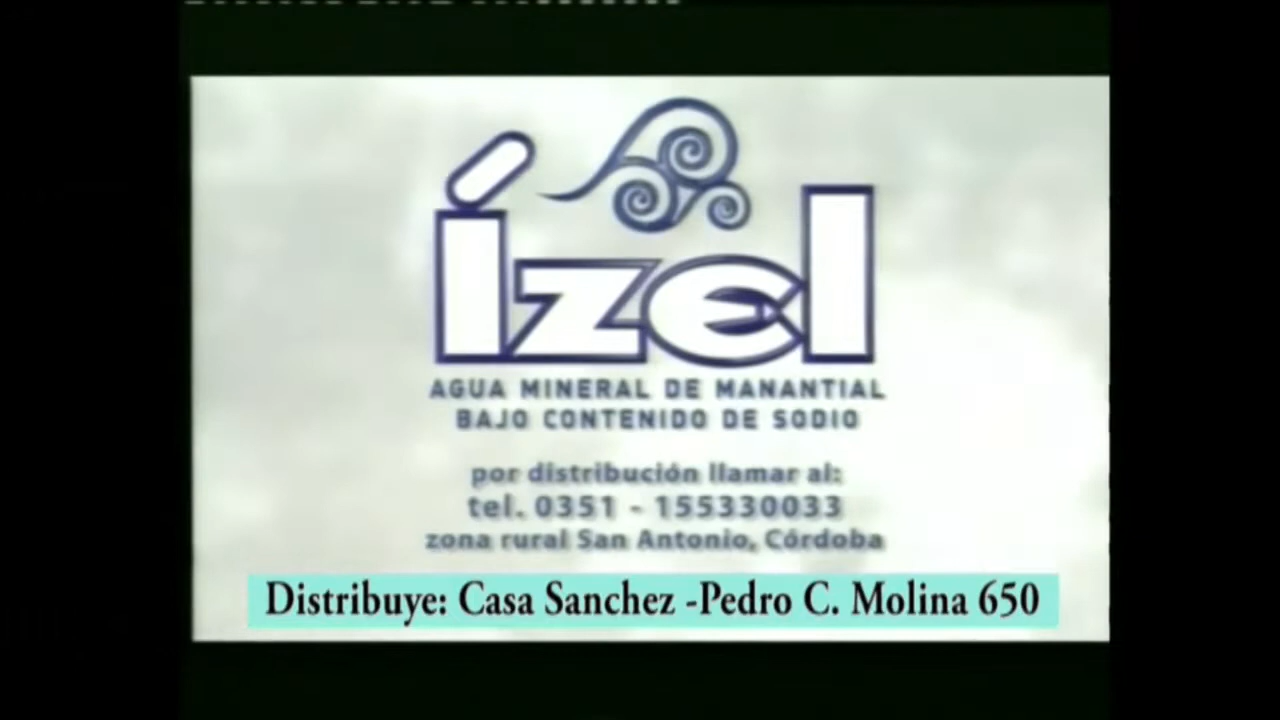 Ízel
AGUA MINERAL DE MANANTIAL
BAJO CONTENIDO DE SODIO
por distribución llamar al:
tel. 0351 - 155330033
zona rural San Antonio, Córdoba
Distribuye: Casa Sanchez -Pedro C. Molina 650